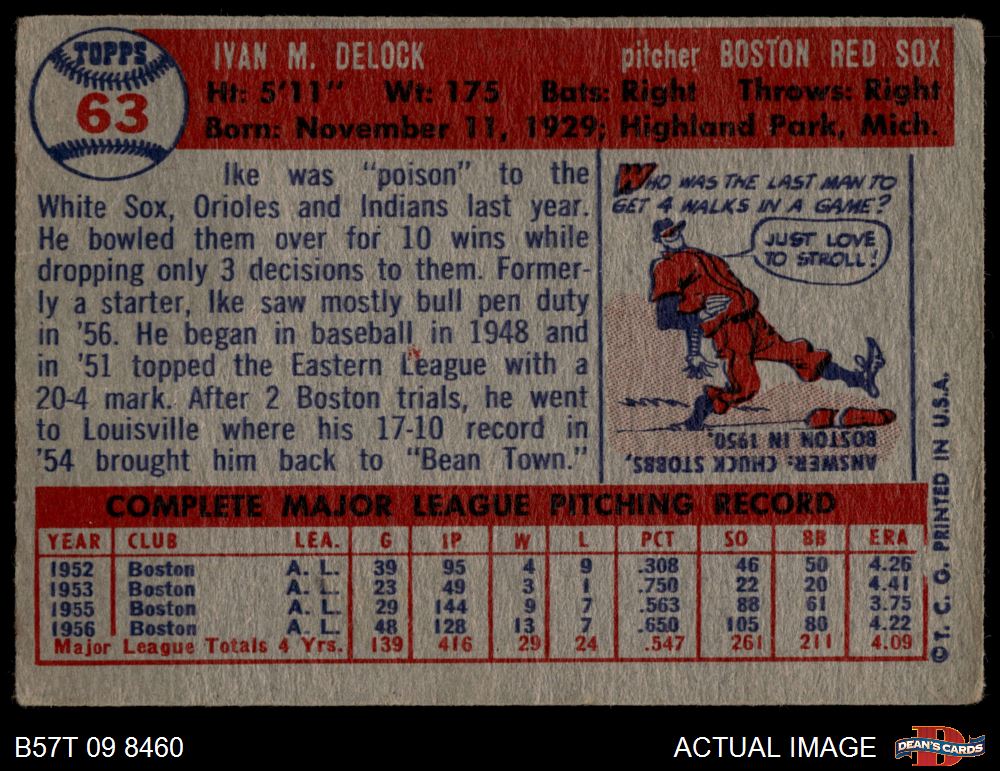 TOPPS
63
IVAN M. DELOCK pitcher BOSTON RED SOX
Ht: 5'11" Wt: 175 Bats: Right Throws: Right
Born: November 11, 1929; Highland Park, Mich.
Ike was "poison" to the
White Sox, Orioles and Indians last year.
He bowled them over for 10 wins while
dropping only 3 decisions to them. Former-
ly a starter, Ike saw mostly bull pen duty
in '56. He began in baseball in 1948 and
in '51 topped the Eastern League with a
20-4 mark. After 2 Boston trials, he went
to Louisville where his 17-10 record in
'54 brought him back to "Bean Town."
WHO WAS THE LAST MAN TO
GET 4 WALKS IN A GAME?
JUST LOVE
TO STROLL!
ANSWER: CHUCK STOBBS,
BOSTON IN 1950.
COMPLETE MAJOR LEAGUE PITCHING RECORD
YEAR CLUB LEA. G IP W L PCT SO BB ERA
1952 Boston A. L. 39 95 4 9 .308 46 50 4.26
1953 Boston A. L. 23 49 3 1 .750 22 20 4.41
1955 Boston A. L. 29 144 9 7 .563 88 61 3.75
1956 Boston A. L. 48 128 13 7 .650 105 80 4.22
Major League Totals 4 Yrs. 139 416 29 24 .547 261 211 4.09
© T. C. G. PRINTED IN U.S.A.
B57T 09 8460
ACTUAL IMAGE
DEAN'S CARDS